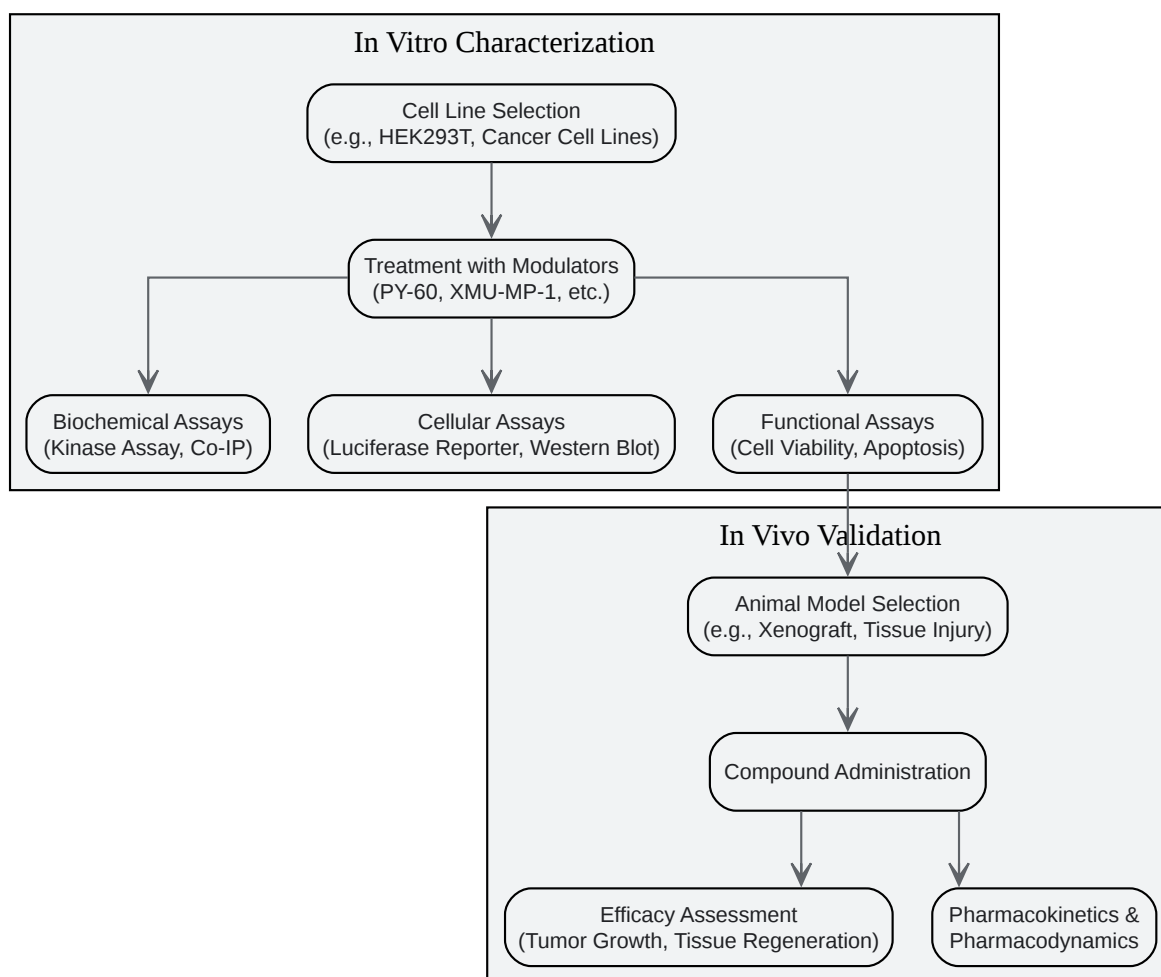 In Vitro Characterization
Cell Line Selection
(e.g., HEK293T, Cancer Cell Lines)
Treatment with Modulators
(PY-60, XMU-MP-1, etc.)
Biochemical Assays
(Kinase Assay, Co-IP)
Cellular Assays
(Luciferase Reporter, Western Blot)
Functional Assays
(Cell Viability, Apoptosis)
In Vivo Validation
Animal Model Selection
(e.g., Xenograft, Tissue Injury)
Compound Administration
Efficacy Assessment
(Tumor Growth, Tissue Regeneration)
Pharmacokinetics &
Pharmacodynamics